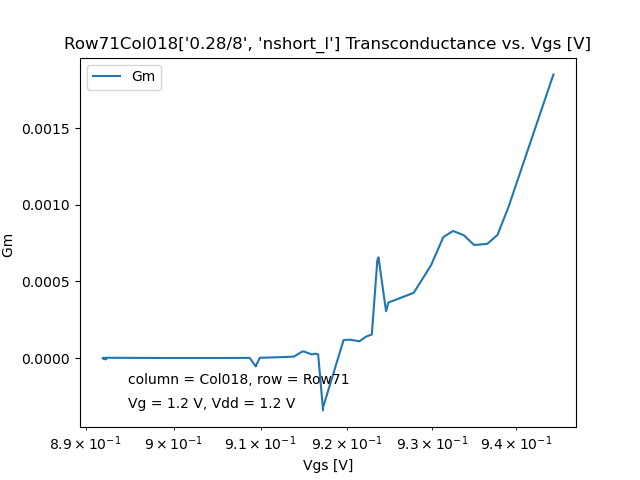 Row71Col018['0.28/8', 'nshort_l'] Transconductance vs. Vgs [V]
Gm
0.0015
0.0010
0.0005
0.0000
Gm
column = Col018, row = Row71
Vg = 1.2 V, Vdd = 1.2 V
8.9 × 10⁻¹ 9 × 10⁻¹ 9.1 × 10⁻¹ 9.2 × 10⁻¹ 9.3 × 10⁻¹ 9.4 × 10⁻¹
Vgs [V]